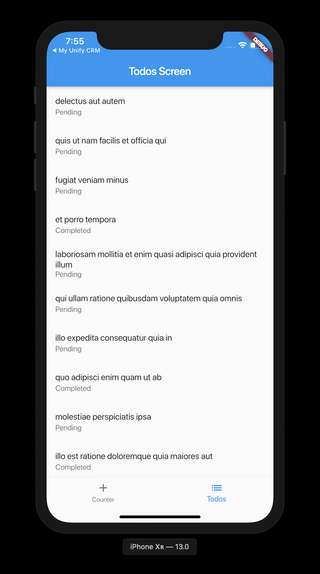 7:55
◀ My Unify CRM
DEBUG
Todos Screen
delectus aut autem
Pending
quis ut nam facilis et officia qui
Pending
fugiat veniam minus
Pending
et porro tempora
Completed
laboriosam mollitia et enim quasi adipisci quia provident
illum
Pending
qui ullam ratione quibusdam voluptatem quia omnis
Pending
illo expedita consequatur quia in
Pending
quo adipisci enim quam ut ab
Completed
molestiae perspiciatis ipsa
Pending
illo est ratione doloremque quia maiores aut
Completed
Counter
Todos
iPhone Xʀ — 13.0